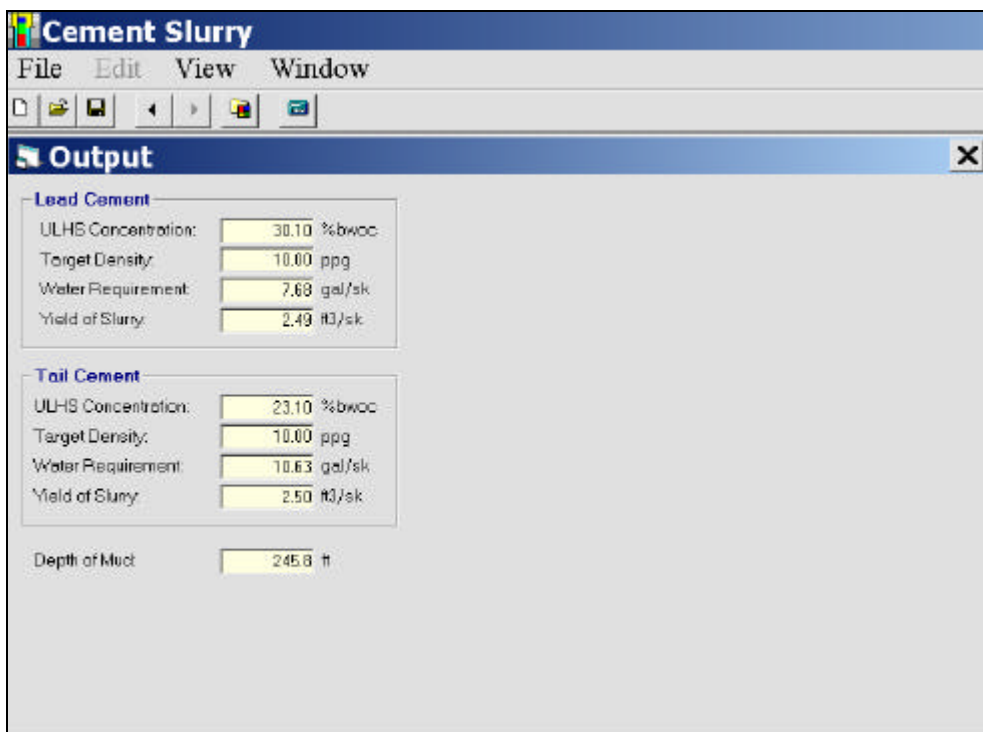 Cement Slurry
File Edit View Window
Output
Lead Cement
ULHS Concentration: 30.10 %bwoc
Target Density: 10.00 ppg
Water Requirement: 7.68 gal/sk
Yield of Slurry: 2.49 ft3/sk
Tail Cement
ULHS Concentration: 23.10 %bwoc
Target Density: 10.00 ppg
Water Requirement: 10.63 gal/sk
Yield of Slurry: 2.50 ft3/sk
Depth of Mud: 245.8 ft